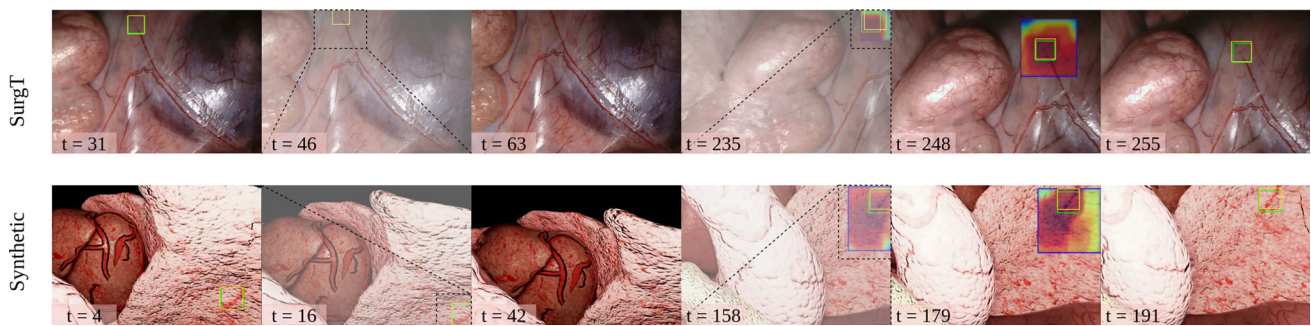 SurgT
t = 31
t = 46
t = 63
t = 235
t = 248
t = 255
Synthetic
t = 4
t = 16
t = 42
t = 158
t = 179
t = 191